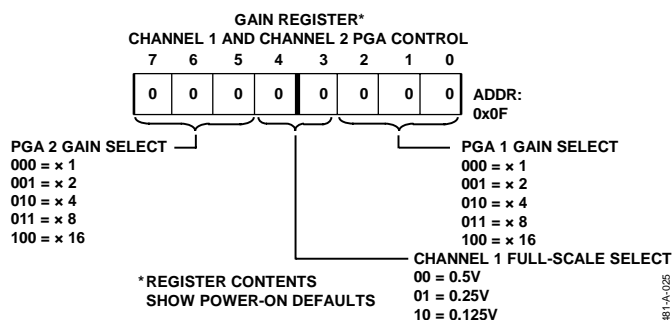 GAIN REGISTER*
CHANNEL 1 AND CHANNEL 2 PGA CONTROL
7 6 5 4 3 2 1 0
0 0 0 0 0 0 0 0
ADDR:
0x0F
PGA 2 GAIN SELECT
000 = × 1
001 = × 2
010 = × 4
011 = × 8
100 = × 16
PGA 1 GAIN SELECT
000 = × 1
001 = × 2
010 = × 4
011 = × 8
100 = × 16
CHANNEL 1 FULL-SCALE SELECT
00 = 0.5V
01 = 0.25V
10 = 0.125V
*REGISTER CONTENTS
SHOW POWER-ON DEFAULTS